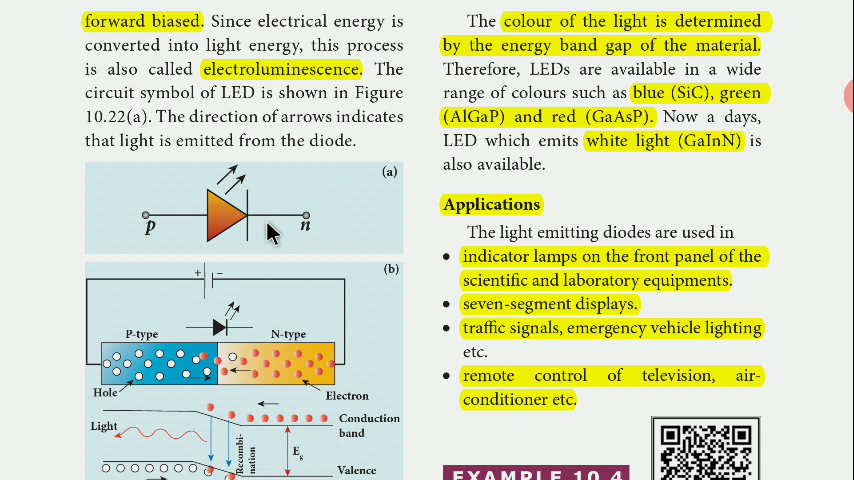 forward biased. Since electrical energy is
converted into light energy, this process
is also called electroluminescence. The
circuit symbol of LED is shown in Figure
10.22(a). The direction of arrows indicates
that light is emitted from the diode.
(a)
p
n
(b)
+ −
P-type
N-type
Hole
Electron
Light
Conduction
band
Recombi-
nation
Eg
Valence
The colour of the light is determined
by the energy band gap of the material.
Therefore, LEDs are available in a wide
range of colours such as blue (SiC), green
(AlGaP) and red (GaAsP). Now a days,
LED which emits white light (GaInN) is
also available.
Applications
The light emitting diodes are used in
• indicator lamps on the front panel of the
scientific and laboratory equipments.
• seven-segment displays.
• traffic signals, emergency vehicle lighting
etc.
• remote control of television, air-
conditioner etc.
EXAMPLE 10.4